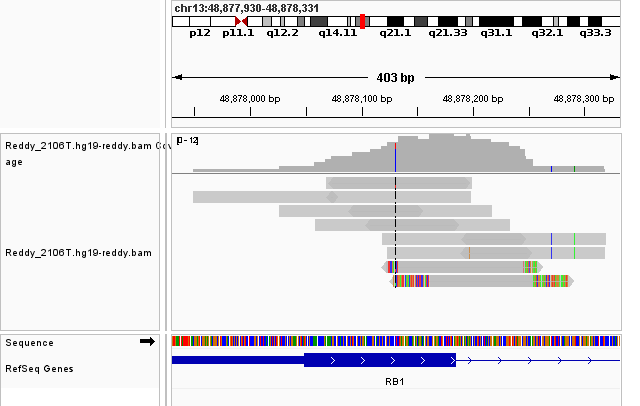 chr13:48,877,930-48,878,331
p12 p11.1 q12.2 q14.11 q21.1 q21.33 q31.1 q32.1 q33.3
403 bp
48,878,000 bp 48,878,100 bp 48,878,200 bp 48,878,300 bp
Reddy_2106T.hg19-reddy.bam Cov
age
[0 - 12]
Reddy_2106T.hg19-reddy.bam
Sequence
RefSeq Genes
RB1